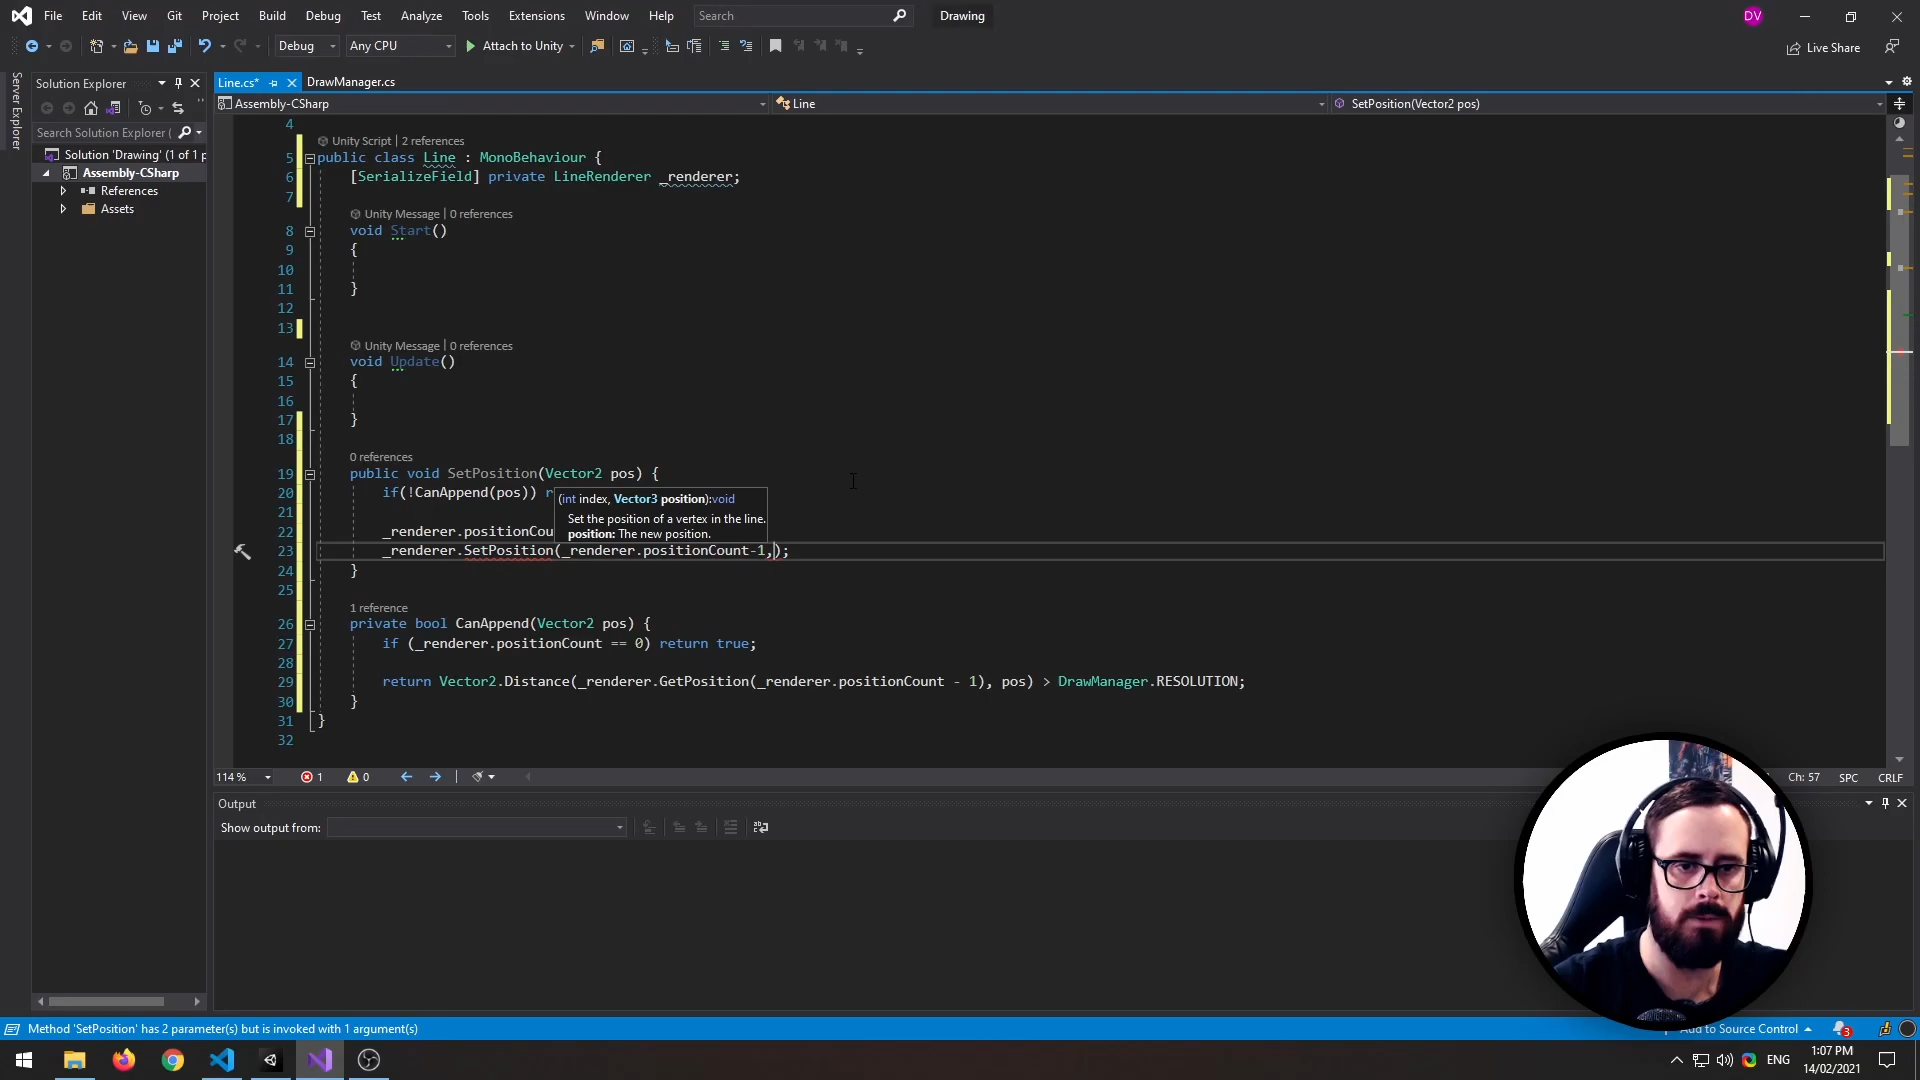 File Edit View Git Project Build Debug Test Analyze Tools Extensions Window Help Search Drawing DV
Debug Any CPU Attach to Unity Live Share
Server Explorer
Solution Explorer
Search Solution Explorer (
Solution 'Drawing' (1 of 1 p
Assembly-CSharp
References
Assets
Line.cs* DrawManager.cs
Assembly-CSharp Line SetPosition(Vector2 pos)
4
Unity Script | 2 references
5 public class Line : MonoBehaviour {
6 [SerializeField] private LineRenderer _renderer;
7
Unity Message | 0 references
8 void Start()
9 {
10
11 }
12
13
Unity Message | 0 references
14 void Update()
15 {
16
17 }
18
0 references
19 public void SetPosition(Vector2 pos) {
20 if(!CanAppend(pos)) r
21
22 _renderer.positionCou
23 _renderer.SetPosition(_renderer.positionCount-1,);
(int index, Vector3 position):void
Set the position of a vertex in the line.
position: The new position.
24 }
25
1 reference
26 private bool CanAppend(Vector2 pos) {
27 if (_renderer.positionCount == 0) return true;
28
29 return Vector2.Distance(_renderer.GetPosition(_renderer.positionCount - 1), pos) > DrawManager.RESOLUTION;
30 }
31 }
32
114 % 1 0 Ch: 57 SPC CRLF
Output
Show output from:
Method 'SetPosition' has 2 parameter(s) but is invoked with 1 argument(s) Add to Source Control 3
ENG 1:07 PM
14/02/2021